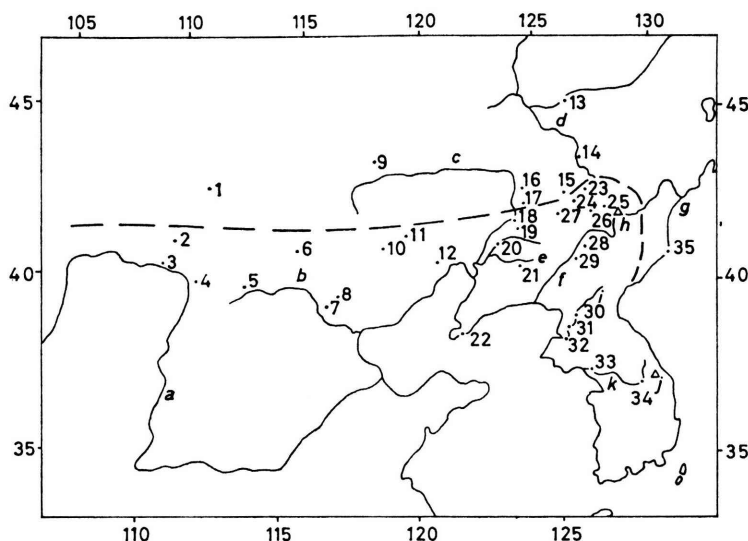 105 110 115 120 125 130
45 13 45
d
14
9 c
1 16 15 23
17 24 25 g
18 27 26 h
2 11 19
6 10 12 20 28 35
40 3 e 29 40
4 5 b 21 f
8
7 30
31
22 32
33
a k 34 j
35 35
110 115 120 125